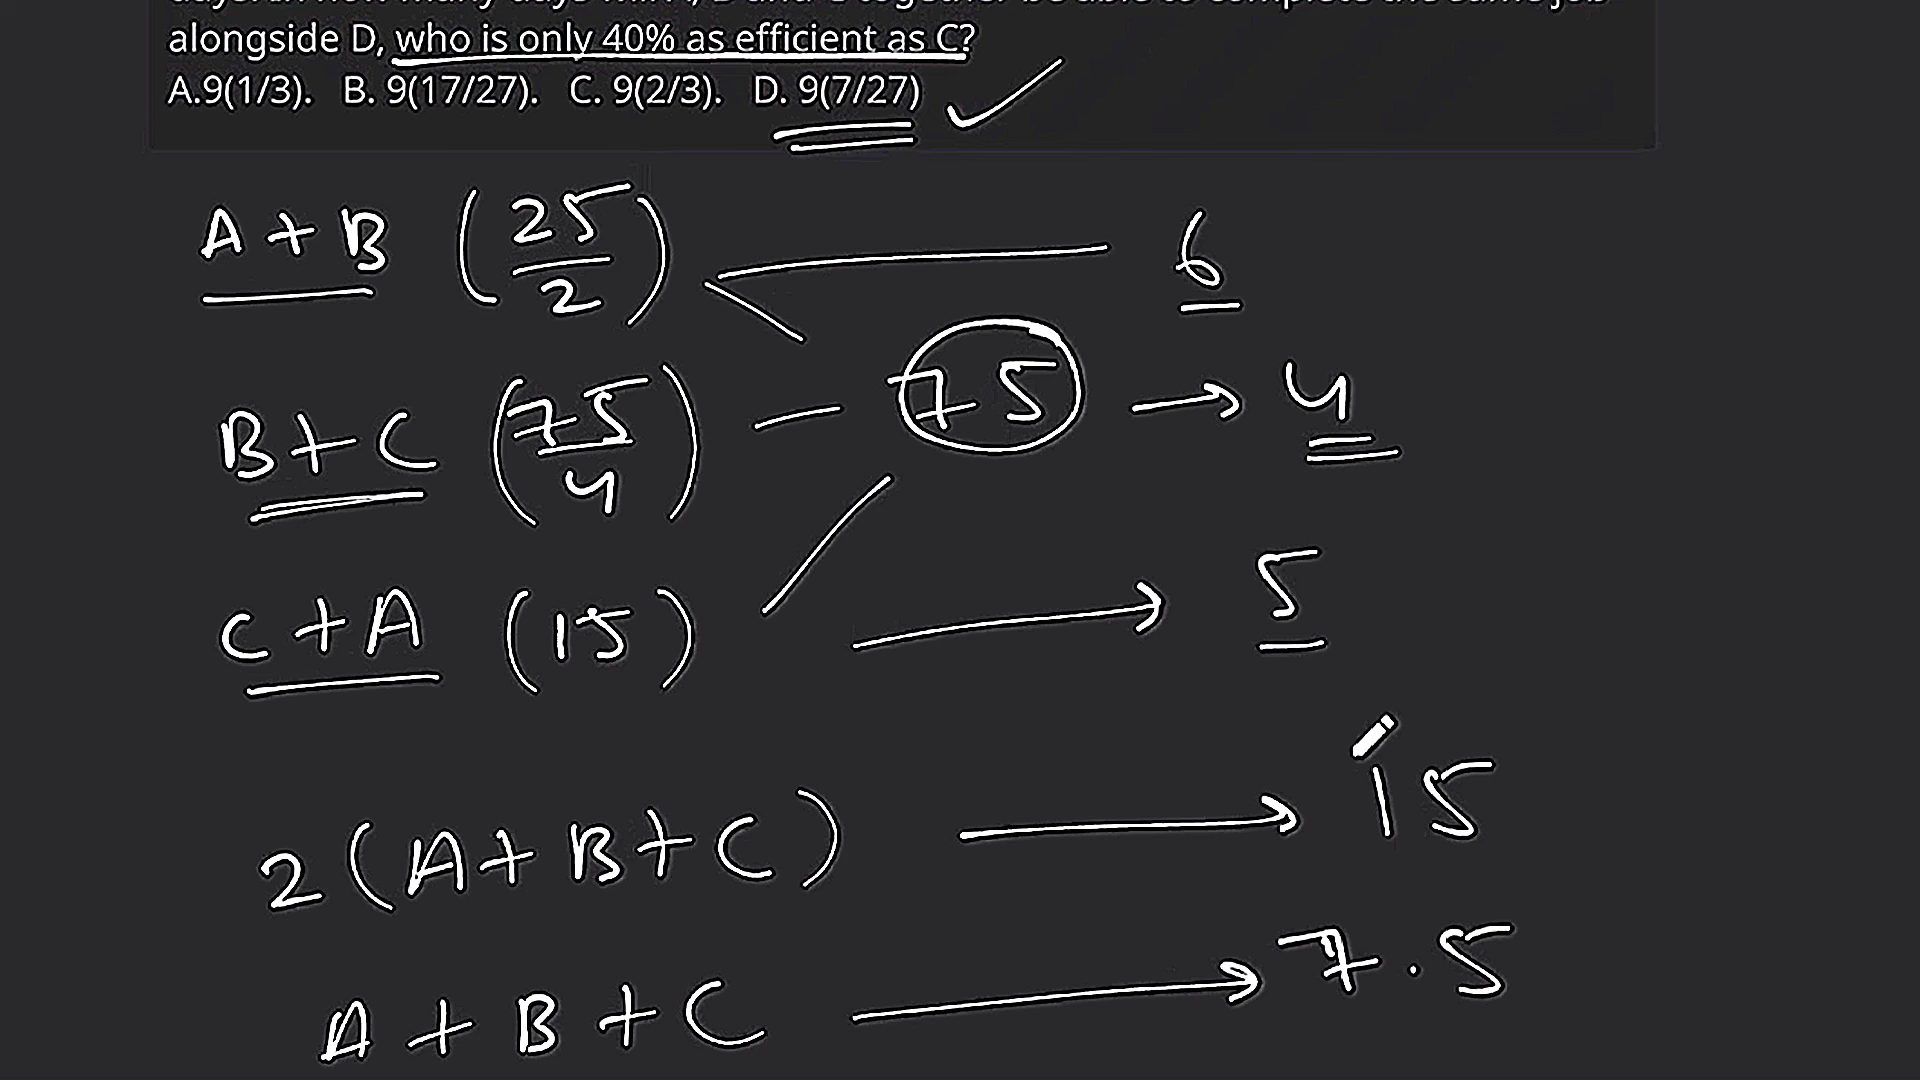 alongside D, who is only 40% as efficient as C?
A.9(1/3). B. 9(17/27). C. 9(2/3). D. 9(7/27)
A + B (25/2) 6
B + C (75/4) 75 → 4
C + A (15) → 5
2(A + B + C) → 15
A + B + C → 7.5